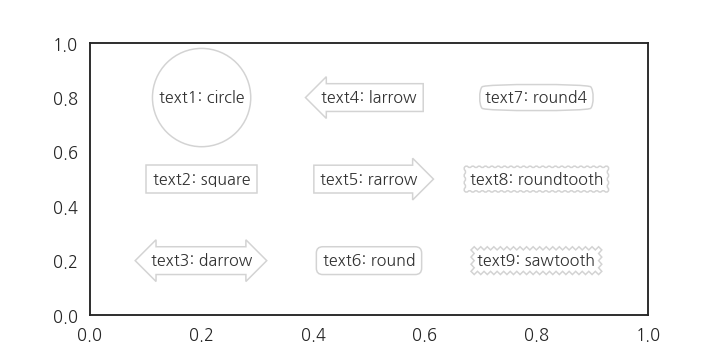 1.0
0.8
0.6
0.4
0.2
0.0
text1: circle
text4: larrow
text7: round4
text2: square
text5: rarrow
text8: roundtooth
text3: darrow
text6: round
text9: sawtooth
0.0 0.2 0.4 0.6 0.8 1.0